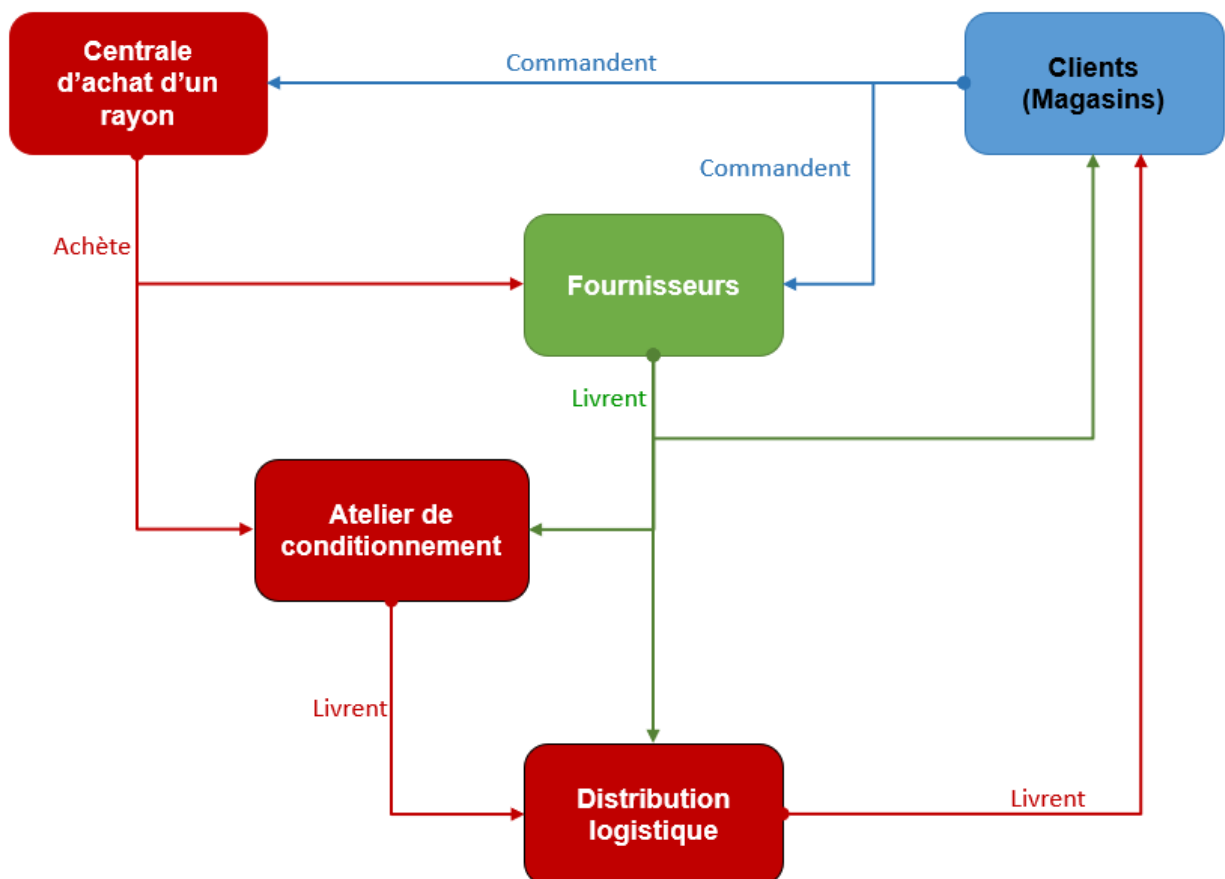 Centrale
d’achat d’un
rayon
Commandent
Clients
(Magasins)
Commandent
Achète
Fournisseurs
Livrent
Atelier de
conditionnement
Livrent
Distribution
logistique
Livrent